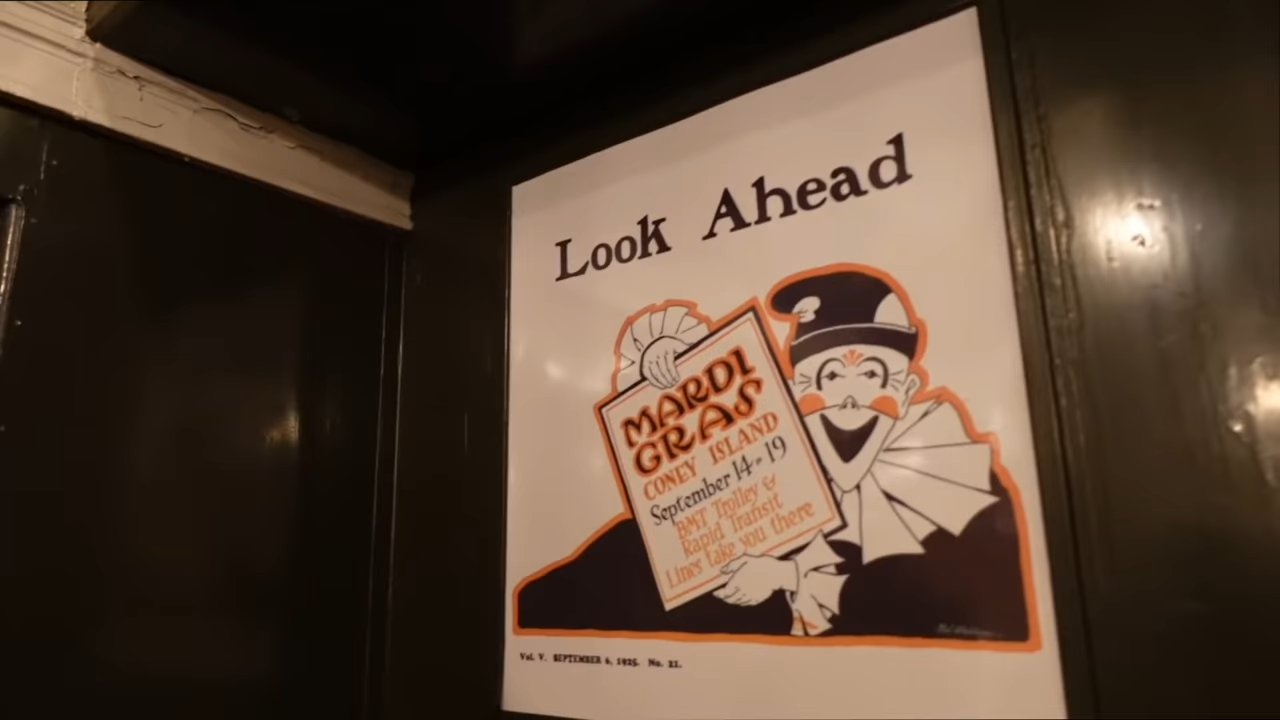 Look Ahead
MARDI
GRAS
CONEY ISLAND
September 14-19
BMT Trolley &
Rapid Transit
Lines take you there
Vol. V. SEPTEMBER 6, 1925. No. 21.